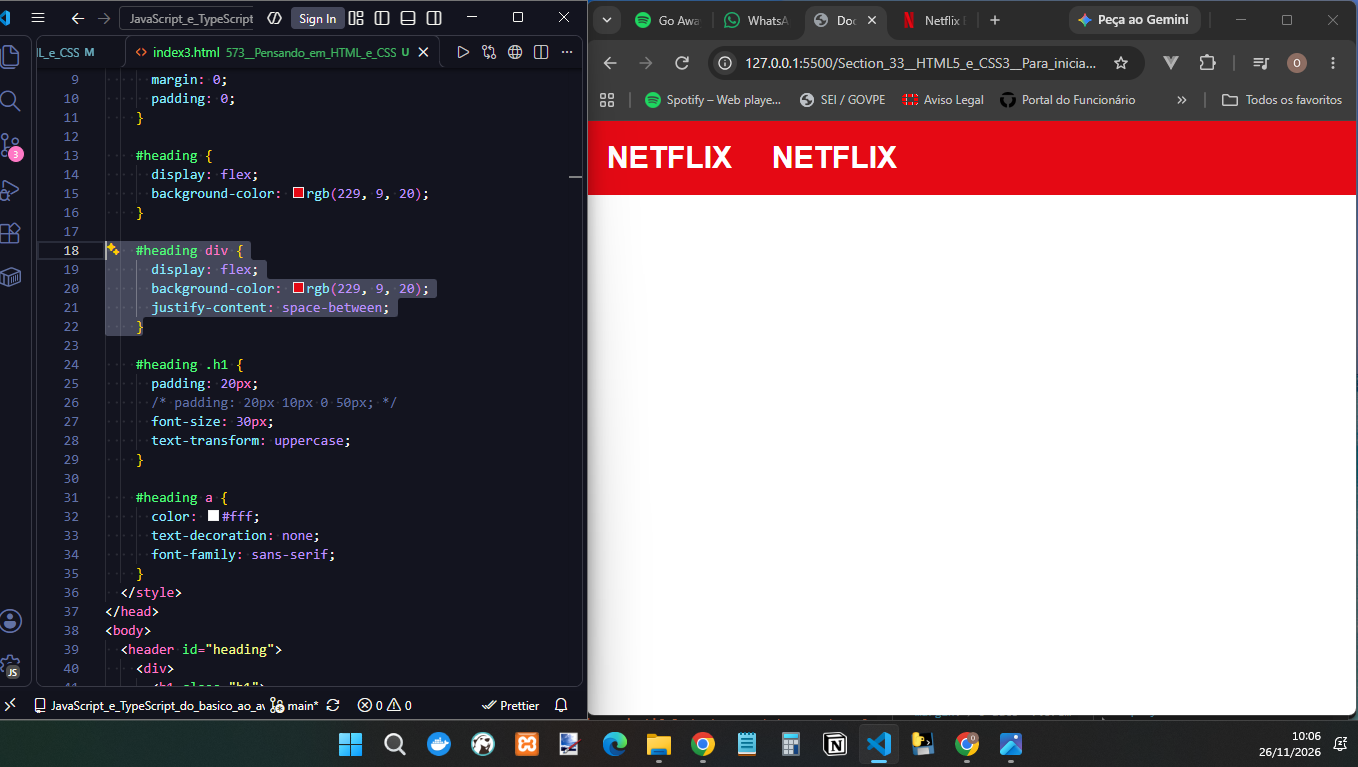 JavaScript_e_TypeScript
Sign In
Go Awa
WhatsA
Doc
Netflix
Peça ao Gemini
L_e_CSS M
index3.html 573__Pensando_em_HTML_e_CSS U
127.0.0.1:5500/Section_33__HTML5_e_CSS3__Para_inicia...
O
Spotify – Web playe...
SEI / GOVPE
Aviso Legal
Portal do Funcionário
»
Todos os favoritos
NETFLIX NETFLIX
9 margin: 0;
10 padding: 0;
11 }
12
13 #heading {
14 display: flex;
15 background-color: rgb(229, 9, 20);
16 }
17
18 #heading div {
19 display: flex;
20 background-color: rgb(229, 9, 20);
21 justify-content: space-between;
22 }
23
24 #heading .h1 {
25 padding: 20px;
26 /* padding: 20px 10px 0 50px; */
27 font-size: 30px;
28 text-transform: uppercase;
29 }
30
31 #heading a {
32 color: #fff;
33 text-decoration: none;
34 font-family: sans-serif;
35 }
36 </style>
37 </head>
38 <body>
39 <header id="heading">
40 <div>
41 <h1 class="h1">
3
JS
JavaScript_e_TypeScript_do_basico_ao_av
main*
0
0
Prettier
10:06
26/11/2026